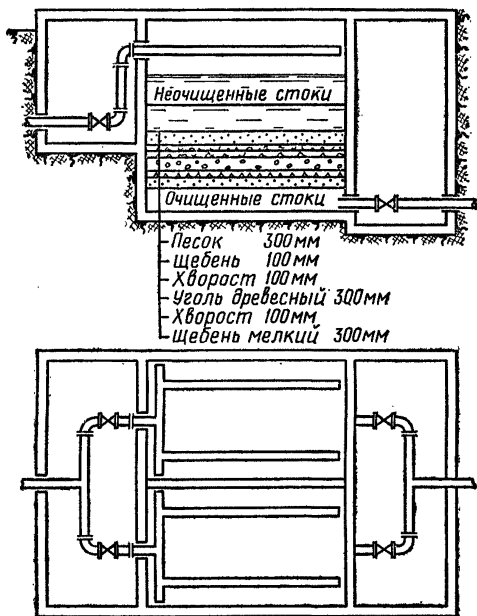 Неочищенные стоки
Очищенные стоки
Песок 300мм
Щебень 100мм
Хворост 100мм
Уголь древесный 300мм
Хворост 100мм
Щебень мелкий 300мм